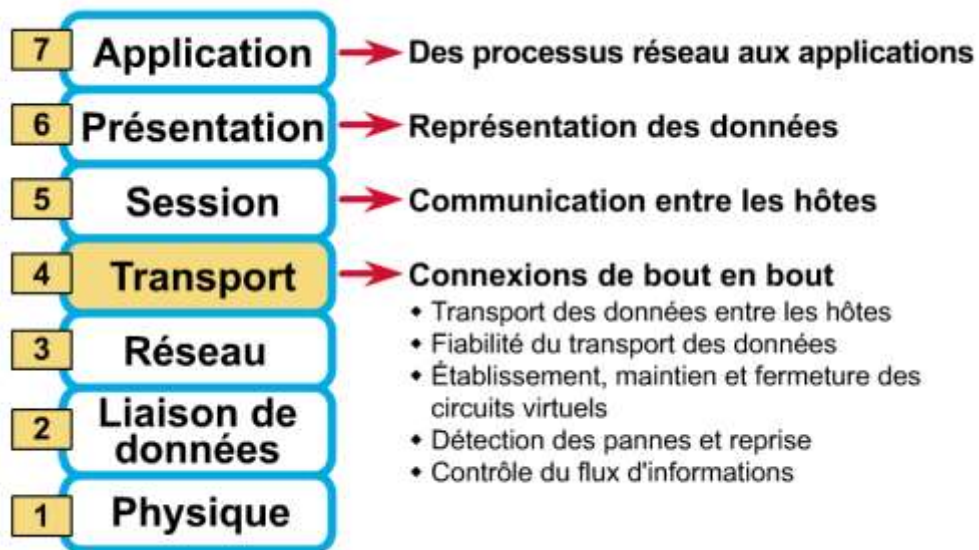 7 Application Des processus réseau aux applications
6 Présentation Représentation des données
5 Session Communication entre les hôtes
4 Transport Connexions de bout en bout
• Transport des données entre les hôtes
• Fiabilité du transport des données
• Établissement, maintien et fermeture des
circuits virtuels
• Détection des pannes et reprise
• Contrôle du flux d'informations
3 Réseau
2 Liaison de
données
1 Physique